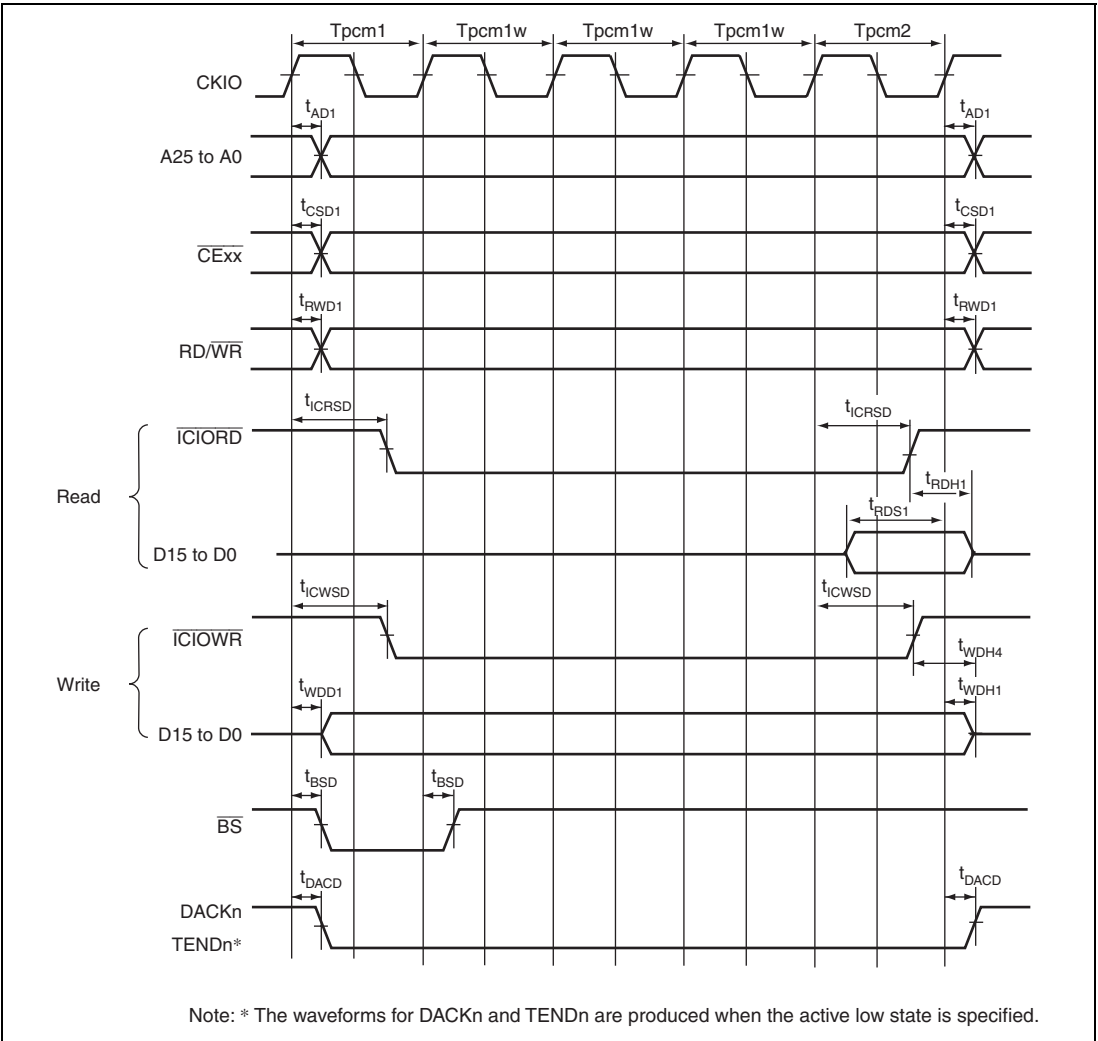 Tpcm1 Tpcm1w Tpcm1w Tpcm1w Tpcm2
CKIO
tAD1 tAD1
A25 to A0
tCSD1 tCSD1
CExx
tRWD1 tRWD1
RD/WR
tICRSD tICRSD
ICIORD
tRDH1
Read
tRDS1
D15 to D0
tICWSD tICWSD
ICIOWR
tWDH4
Write
tWDD1 tWDH1
D15 to D0
tBSD tBSD
BS
tDACD tDACD
DACKn
TENDn*
Note: * The waveforms for DACKn and TENDn are produced when the active low state is specified.